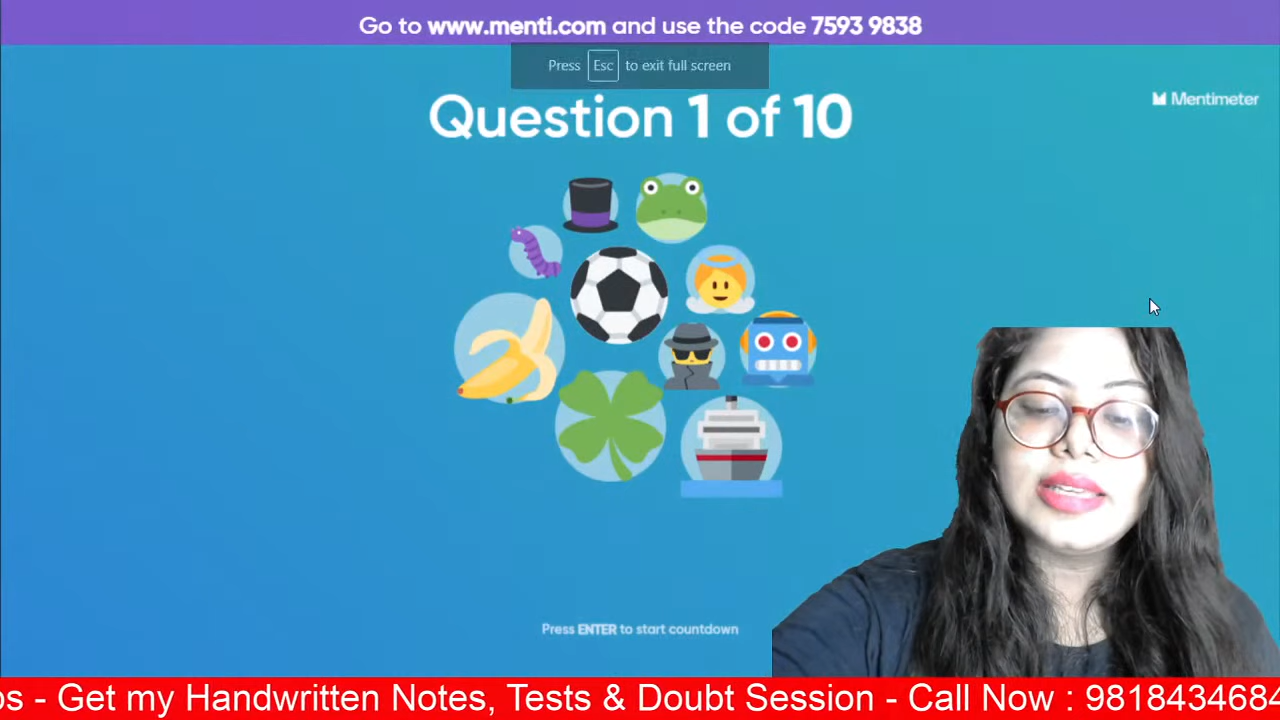 Go to www.menti.com and use the code 7593 9838
Press Esc to exit full screen
Question 1 of 10
Mentimeter
Press ENTER to start countdown
- Get my Handwritten Notes, Tests & Doubt Session - Call Now : 9818434684